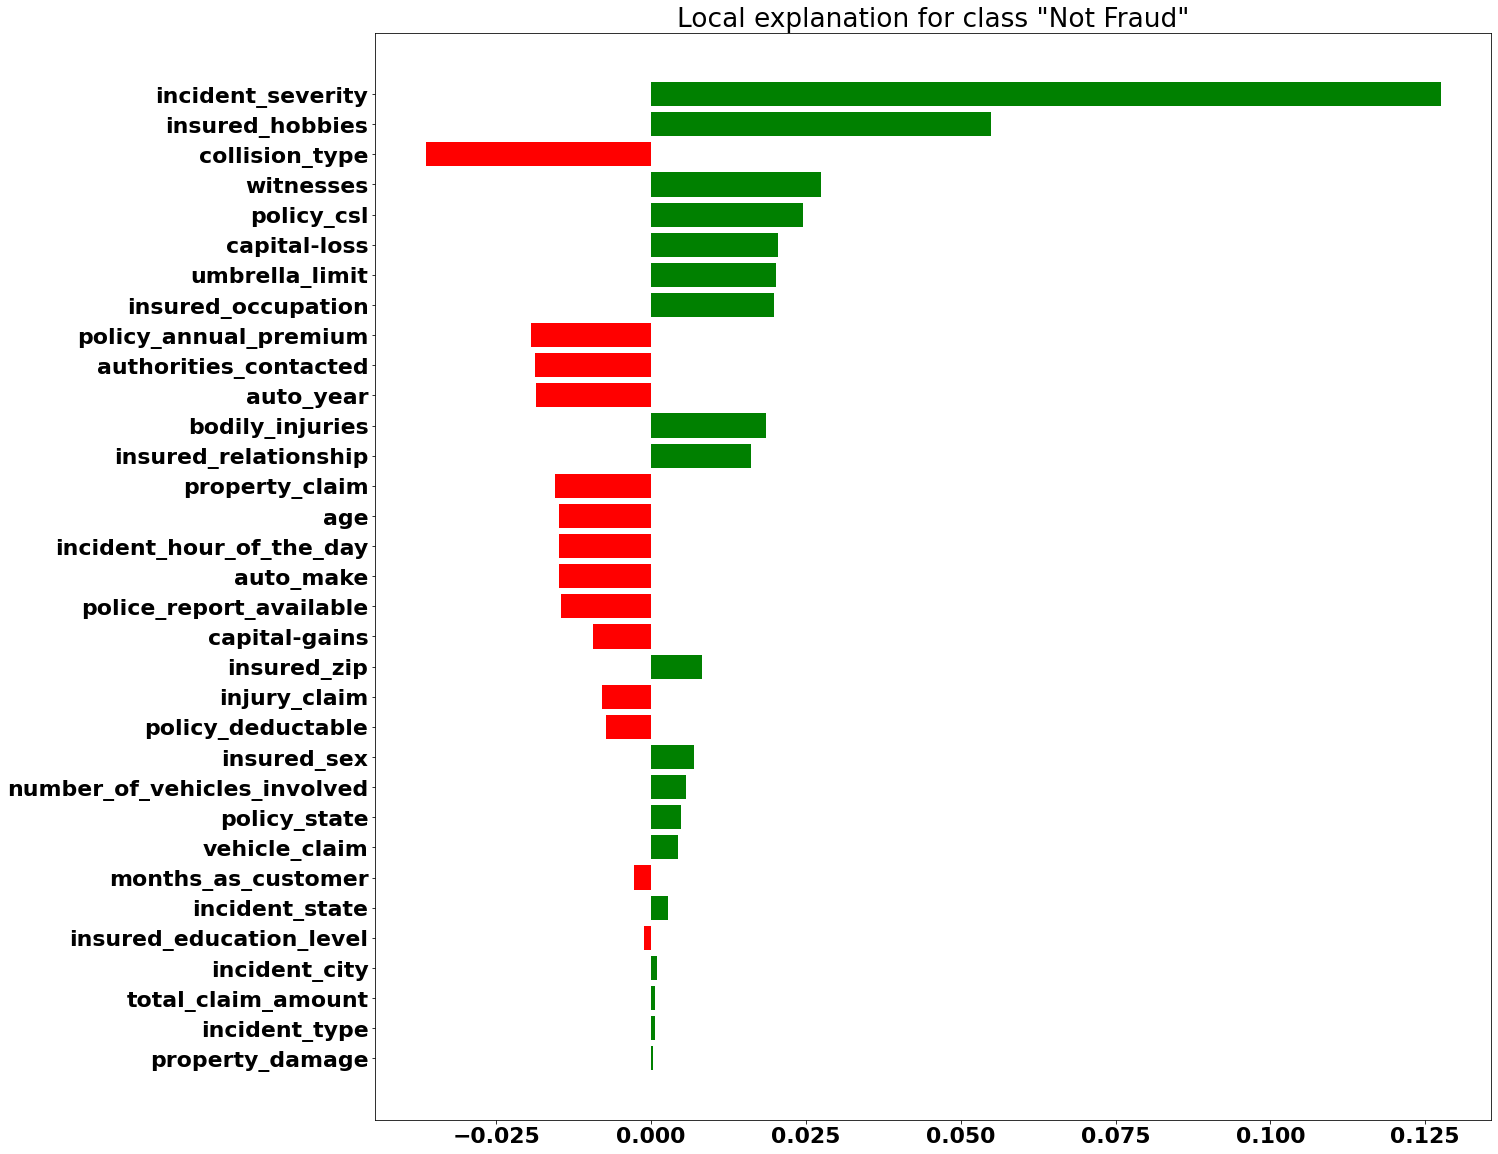 Local explanation for class "Not Fraud"
incident_severity
insured_hobbies
collision_type
witnesses
policy_csl
capital-loss
umbrella_limit
insured_occupation
policy_annual_premium
authorities_contacted
auto_year
bodily_injuries
insured_relationship
property_claim
age
incident_hour_of_the_day
auto_make
police_report_available
capital-gains
insured_zip
injury_claim
policy_deductable
insured_sex
number_of_vehicles_involved
policy_state
vehicle_claim
months_as_customer
incident_state
insured_education_level
incident_city
total_claim_amount
incident_type
property_damage
−0.025 0.000 0.025 0.050 0.075 0.100 0.125